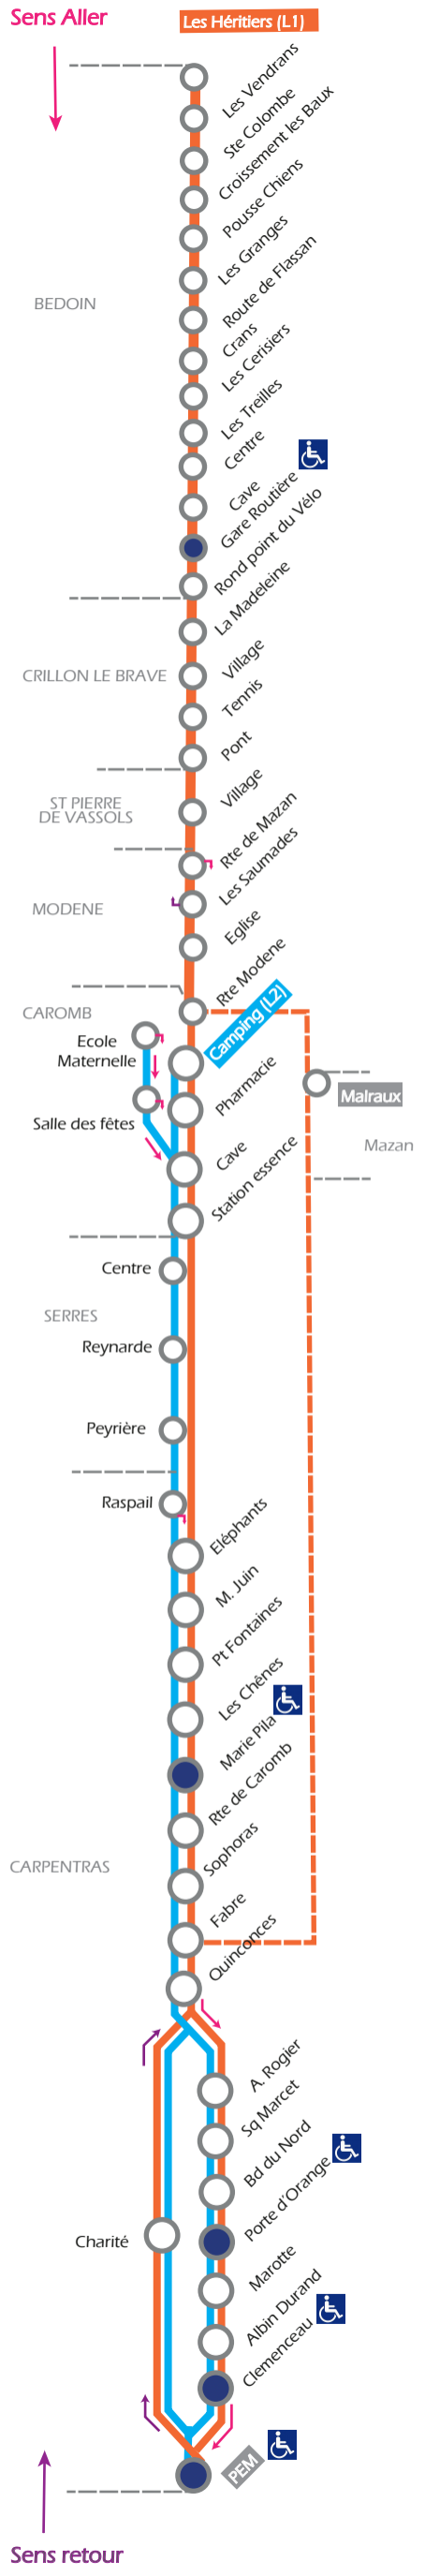 Sens Aller
Les Héritiers (L1)
Les Vendrans
Ste Colombe
Croissement les Baux
Pousse Chiens
Les Granges
BEDOIN
Route de Flassan
Crans
Les Cerisiers
Les Treilles
Centre
Cave
Gare Routière
Rond point du Vélo
La Madeleine
CRILLON LE BRAVE
Village
Tennis
Pont
ST PIERRE
DE VASSOLS
Village
Rte de Mazan
Les Saumades
MODENE
Eglise
Rte Modene
CAROMB
Camping (L2)
Ecole
Maternelle
Pharmacie
Malraux
Salle des fêtes
Mazan
Cave
Station essence
Centre
SERRES
Reynarde
Peyrière
Raspail
Eléphants
M. Juin
Pt Fontaines
Les Chênes
Marie Pila
Rte de Caromb
Sophoras
CARPENTRAS
Fabre
Quinconces
A. Rogier
Sq Marcet
Bd du Nord
Porte d'Orange
Charité
Marotte
Albin Durand
Clemenceau
PEM
Sens retour